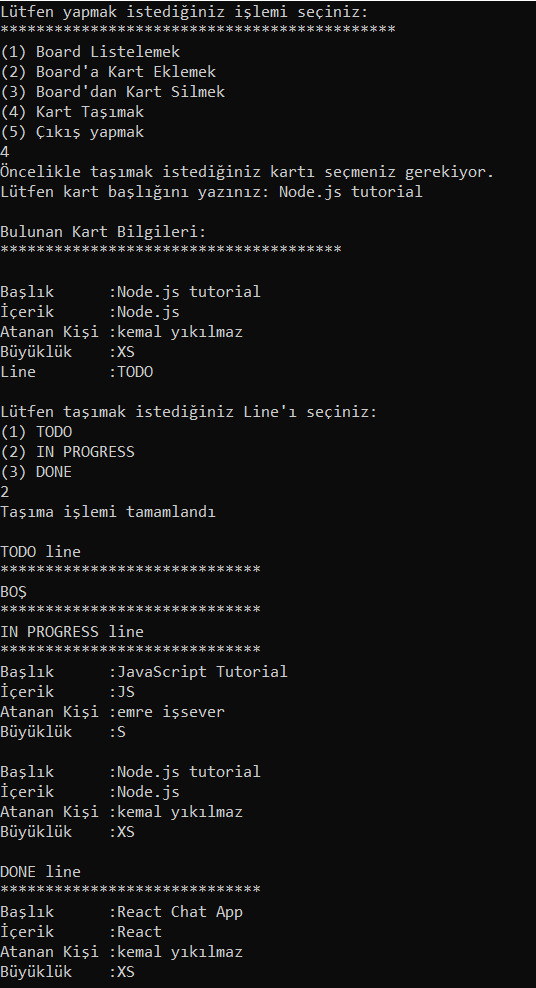 Lütfen yapmak istediğiniz işlemi seçiniz:
********************************************
(1) Board Listelemek
(2) Board'a Kart Eklemek
(3) Board'dan Kart Silmek
(4) Kart Taşımak
(5) Çıkış yapmak
4
Öncelikle taşımak istediğiniz kartı seçmeniz gerekiyor.
Lütfen kart başlığını yazınız: Node.js tutorial
Bulunan Kart Bilgileri:
**************************************
Başlık      :Node.js tutorial
İçerik      :Node.js
Atanan Kişi :kemal yıkılmaz
Büyüklük    :XS
Line        :TODO
Lütfen taşımak istediğiniz Line'ı seçiniz:
(1) TODO
(2) IN PROGRESS
(3) DONE
2
Taşıma işlemi tamamlandı
TODO line
*****************************
BOŞ
*****************************
IN PROGRESS line
*****************************
Başlık      :JavaScript Tutorial
İçerik      :JS
Atanan Kişi :emre işsever
Büyüklük    :S
Başlık      :Node.js tutorial
İçerik      :Node.js
Atanan Kişi :kemal yıkılmaz
Büyüklük    :XS
DONE line
*****************************
Başlık      :React Chat App
İçerik      :React
Atanan Kişi :kemal yıkılmaz
Büyüklük    :XS